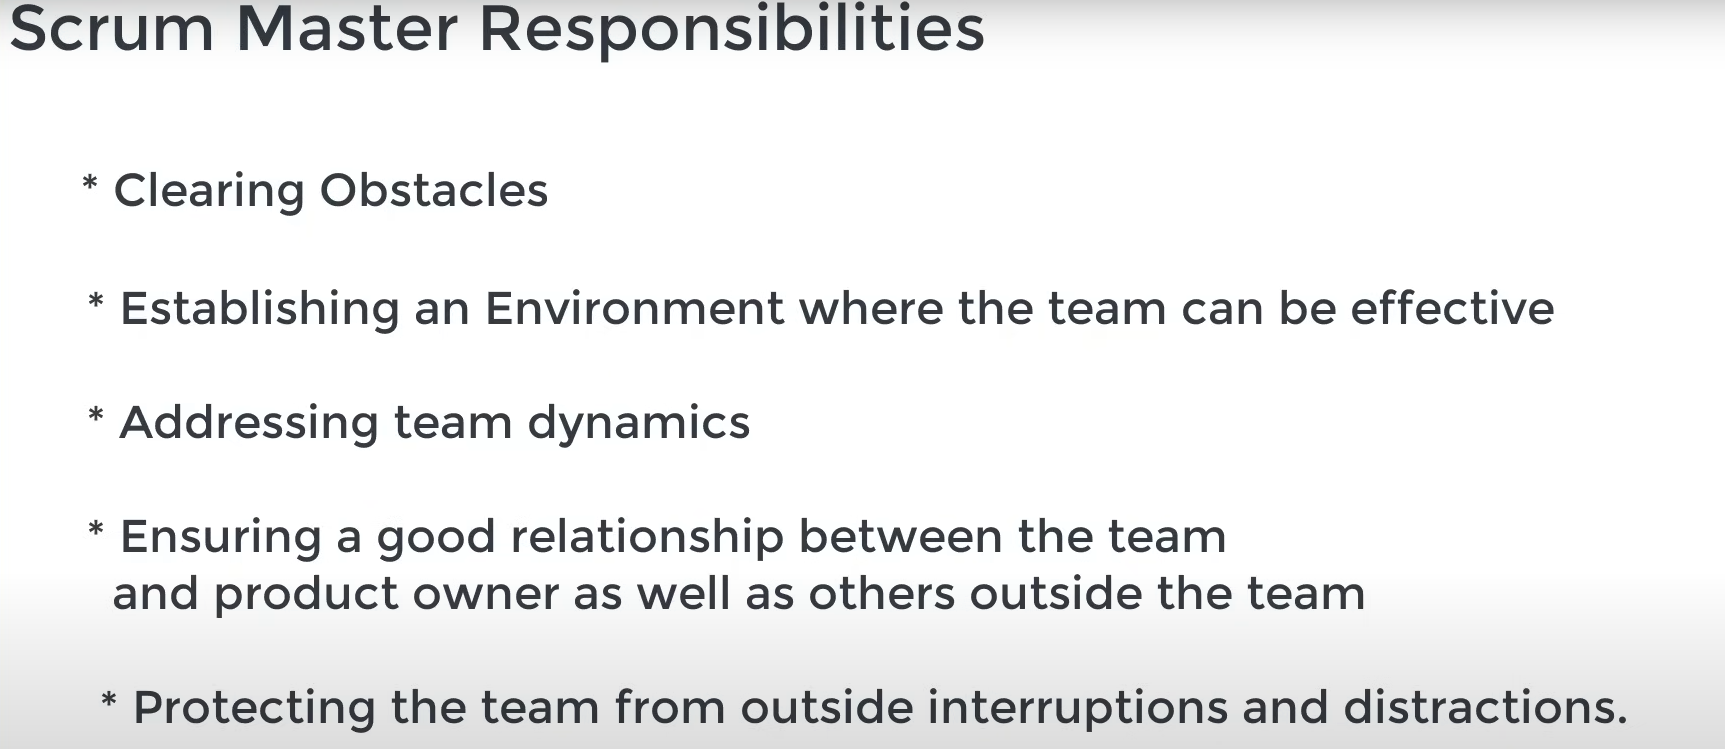 Scrum Master Responsibilities
* Clearing Obstacles
* Establishing an Environment where the team can be effective
* Addressing team dynamics
* Ensuring a good relationship between the team
and product owner as well as others outside the team
* Protecting the team from outside interruptions and distractions.